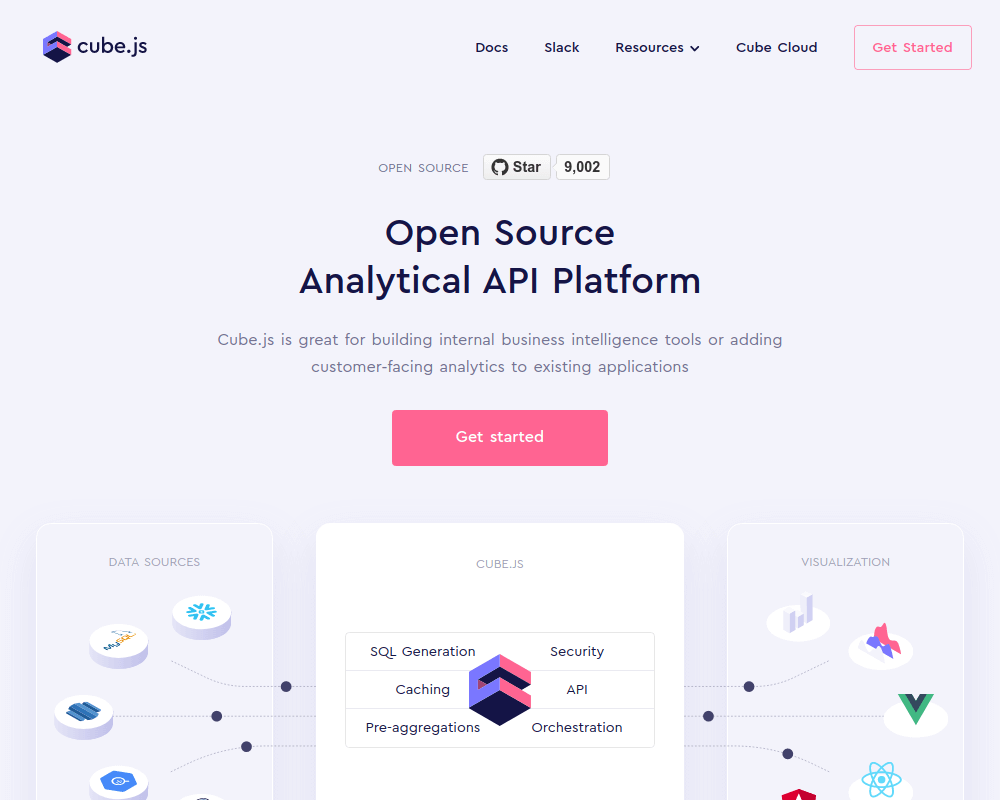 cube.js
Docs
Slack
Resources
Cube Cloud
Get Started
OPEN SOURCE
Star
9,002
Open Source
Analytical API Platform
Cube.js is great for building internal business intelligence tools or adding
customer-facing analytics to existing applications
Get started
DATA SOURCES
MySQL
CUBE.JS
SQL Generation
Security
Caching
API
Pre-aggregations
Orchestration
VISUALIZATION